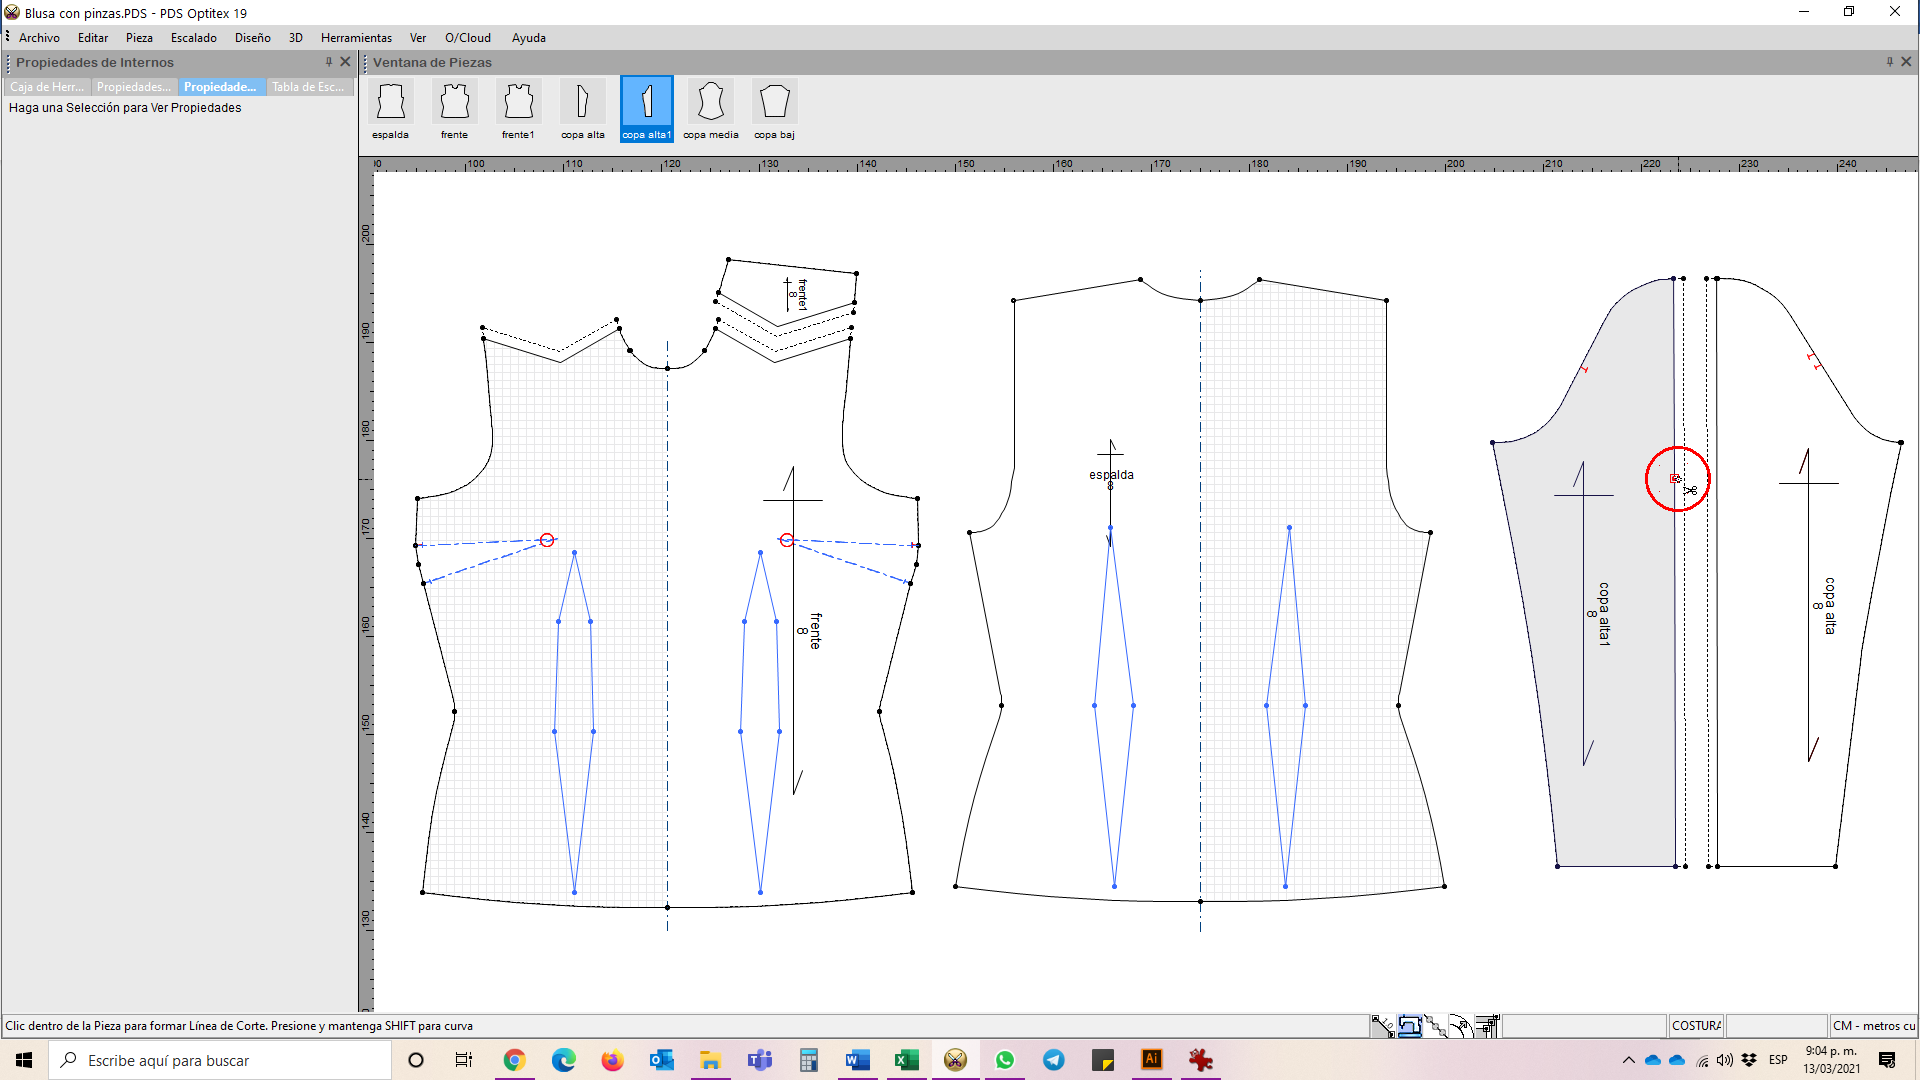 Blusa con pinzas.PDS - PDS Optitex 19
Archivo Editar Pieza Escalado Diseño 3D Herramientas Ver O/Cloud Ayuda
Propiedades de Internos
Ventana de Piezas
Caja de Herr... Propiedades... Propiedade... Tabla de Esc...
Haga una Selección para Ver Propiedades
espalda frente frente1 copa alta copa alta1 copa media copa baj
100 110 120 130 140 150 160 170 180 190 200 210 220 230 240
200
190
180
170
160
150
140
130
frente1
8
frente
8
espalda
8
copa alta1
8
copa alta
8
Clic dentro de la Pieza para formar Línea de Corte. Presione y mantenga SHIFT para curva
COSTURA
CM - metros cu
Escribe aquí para buscar
Ai
ESP
9:04 p. m.
13/03/2021